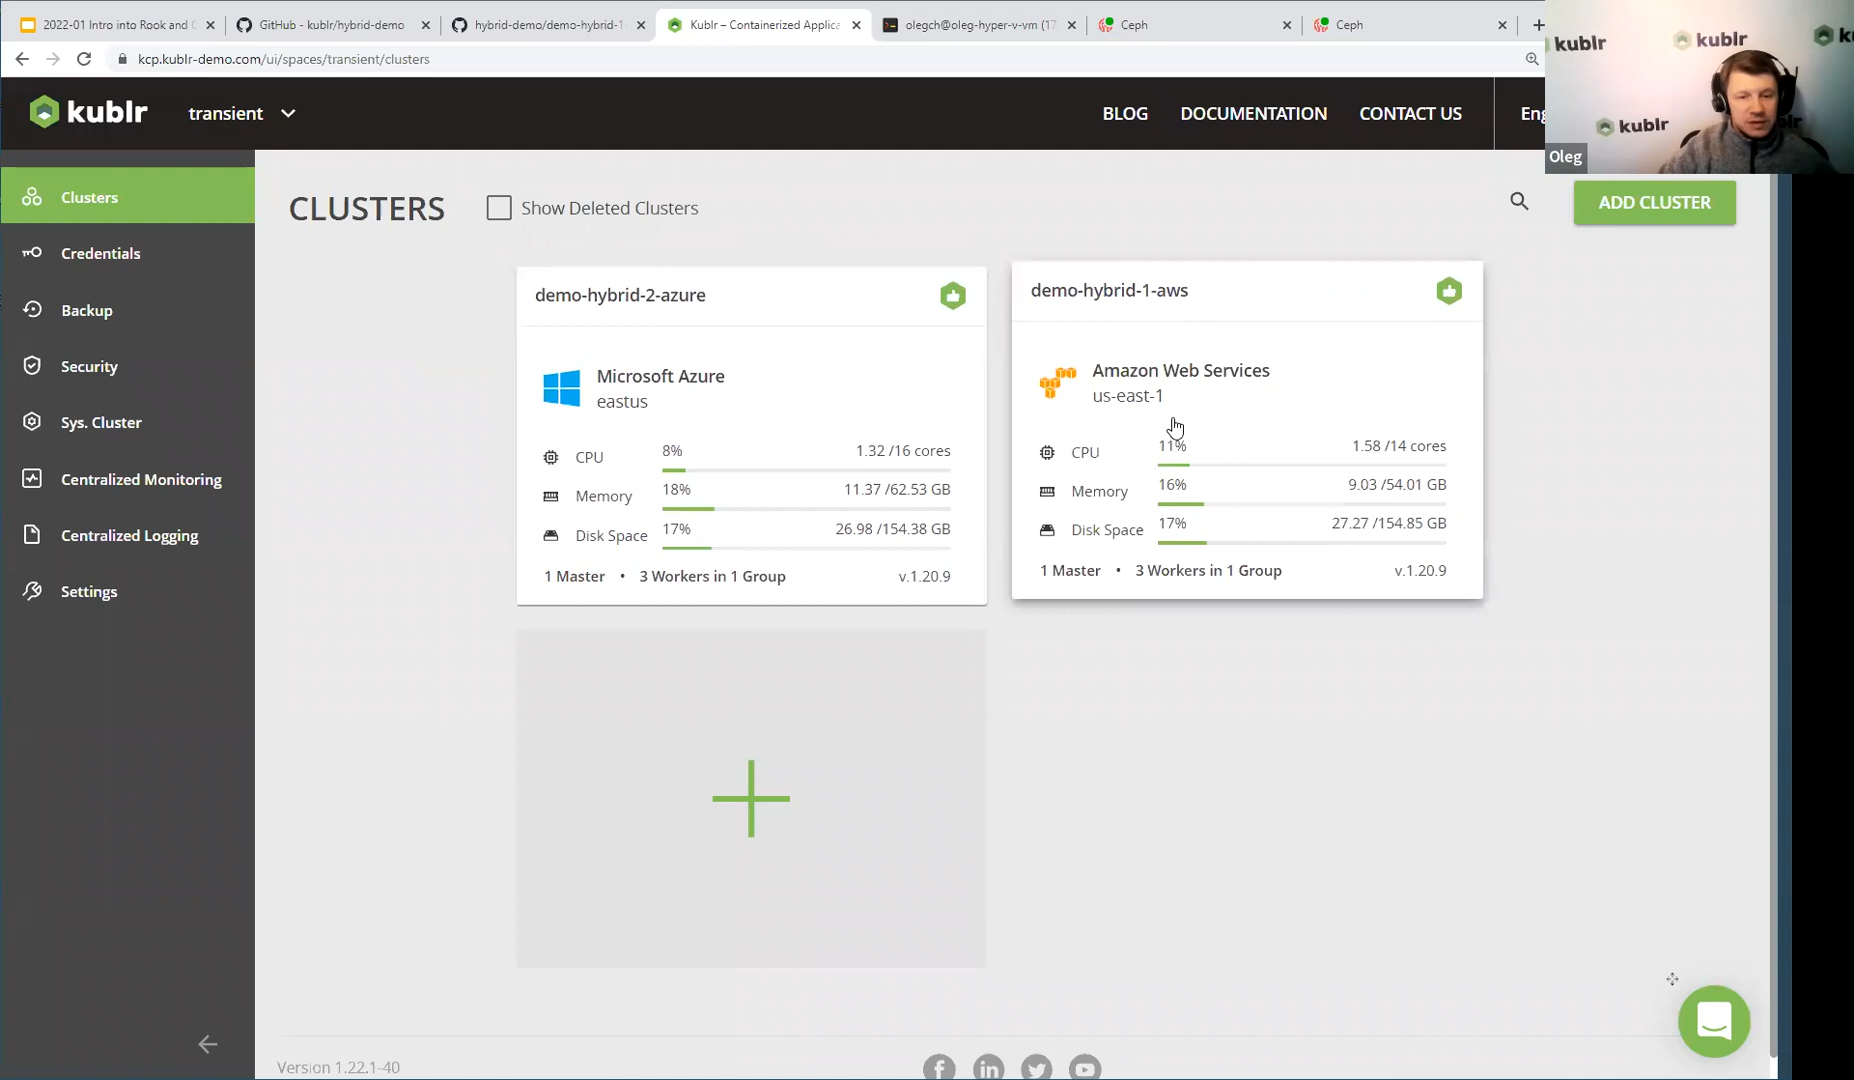 2022-01 Intro into Rook and C
GitHub - kublr/hybrid-demo
hybrid-demo/demo-hybrid-1
Kublr – Containerized Applica
olegch@oleg-hyper-v-vm (17
Ceph
Ceph
kcp.kublr-demo.com/ui/spaces/transient/clusters
kublr
transient
BLOG
DOCUMENTATION
CONTACT US
Eng
kublr
kublr
ku
kublr
Oleg
Clusters
Credentials
Backup
Security
Sys. Cluster
Centralized Monitoring
Centralized Logging
Settings
CLUSTERS
Show Deleted Clusters
ADD CLUSTER
demo-hybrid-2-azure
Microsoft Azure
eastus
CPU 8% 1.32 /16 cores
Memory 18% 11.37 /62.53 GB
Disk Space 17% 26.98 /154.38 GB
1 Master • 3 Workers in 1 Group v.1.20.9
demo-hybrid-1-aws
Amazon Web Services
us-east-1
CPU 11% 1.58 /14 cores
Memory 16% 9.03 /54.01 GB
Disk Space 17% 27.27 /154.85 GB
1 Master • 3 Workers in 1 Group v.1.20.9
Version 1.22.1-40